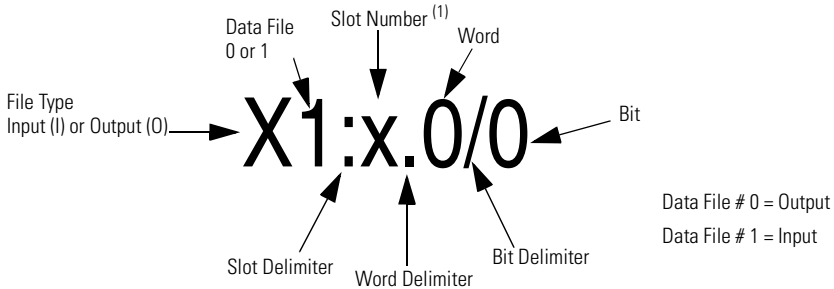 Slot Number (1)
Data File
0 or 1
Word
File Type
Input (I) or Output (O)
X1:x.0/0
Bit
Data File # 0 = Output
Data File # 1 = Input
Slot Delimiter
Word Delimiter
Bit Delimiter